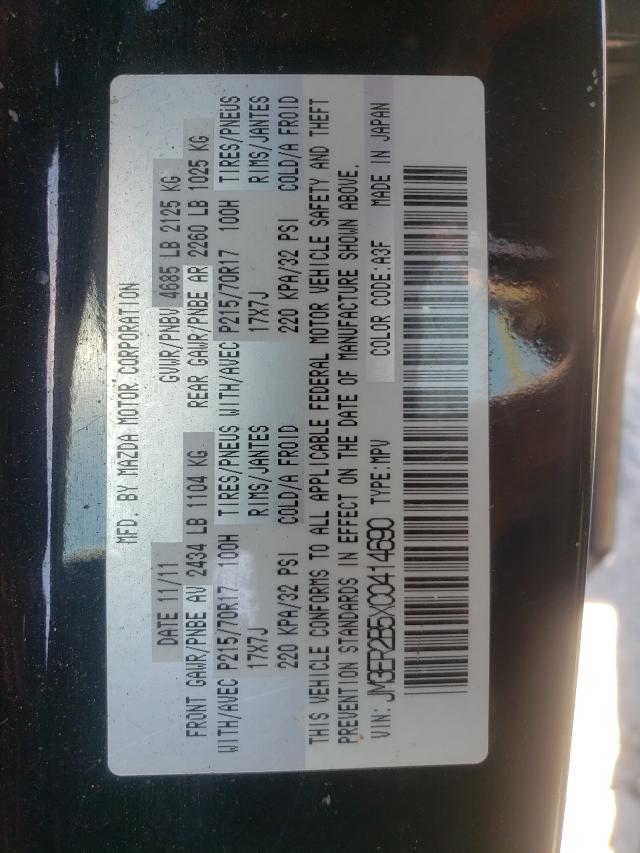 MFD. BY MAZDA MOTOR CORPORATION
DATE 11/11 GVWR/PNBV 4685 LB 2125 KG
FRONT GAWR/PNBE AV 2434 LB 1104 KG REAR GAWR/PNBE AR 2260 LB 1025 KG
WITH/AVEC P215/70R17 100H TIRES/PNEUS WITH/AVEC P215/70R17 100H TIRES/PNEUS
17X7J RIMS/JANTES 17X7J RIMS/JANTES
220 KPA/32 PSI COLD/A FROID 220 KPA/32 PSI COLD/A FROID
THIS VEHICLE CONFORMS TO ALL APPLICABLE FEDERAL MOTOR VEHICLE SAFETY AND THEFT
PREVENTION STANDARDS IN EFFECT ON THE DATE OF MANUFACTURE SHOWN ABOVE.
VIN: JM3ER2B5XC0414690 TYPE:MPV COLOR CODE:A3F MADE IN JAPAN